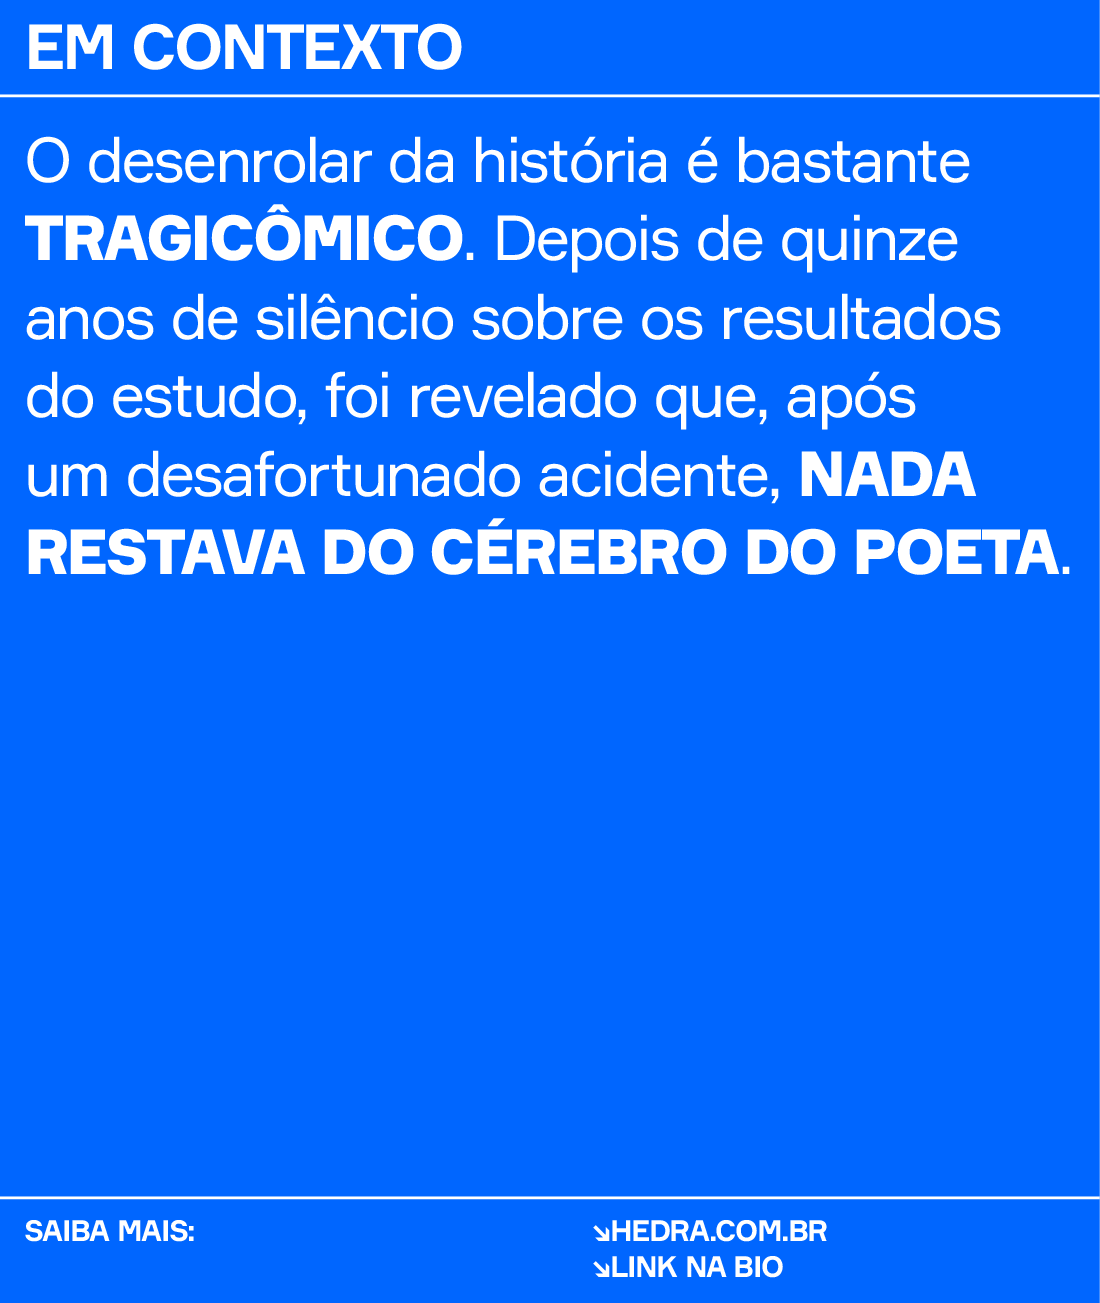 EM CONTEXTO
O desenrolar da história é bastante
TRAGICÔMICO. Depois de quinze
anos de silêncio sobre os resultados
do estudo, foi revelado que, após
um desafortunado acidente, NADA
RESTAVA DO CÉREBRO DO POETA.
SAIBA MAIS:
↘HEDRA.COM.BR
↘LINK NA BIO